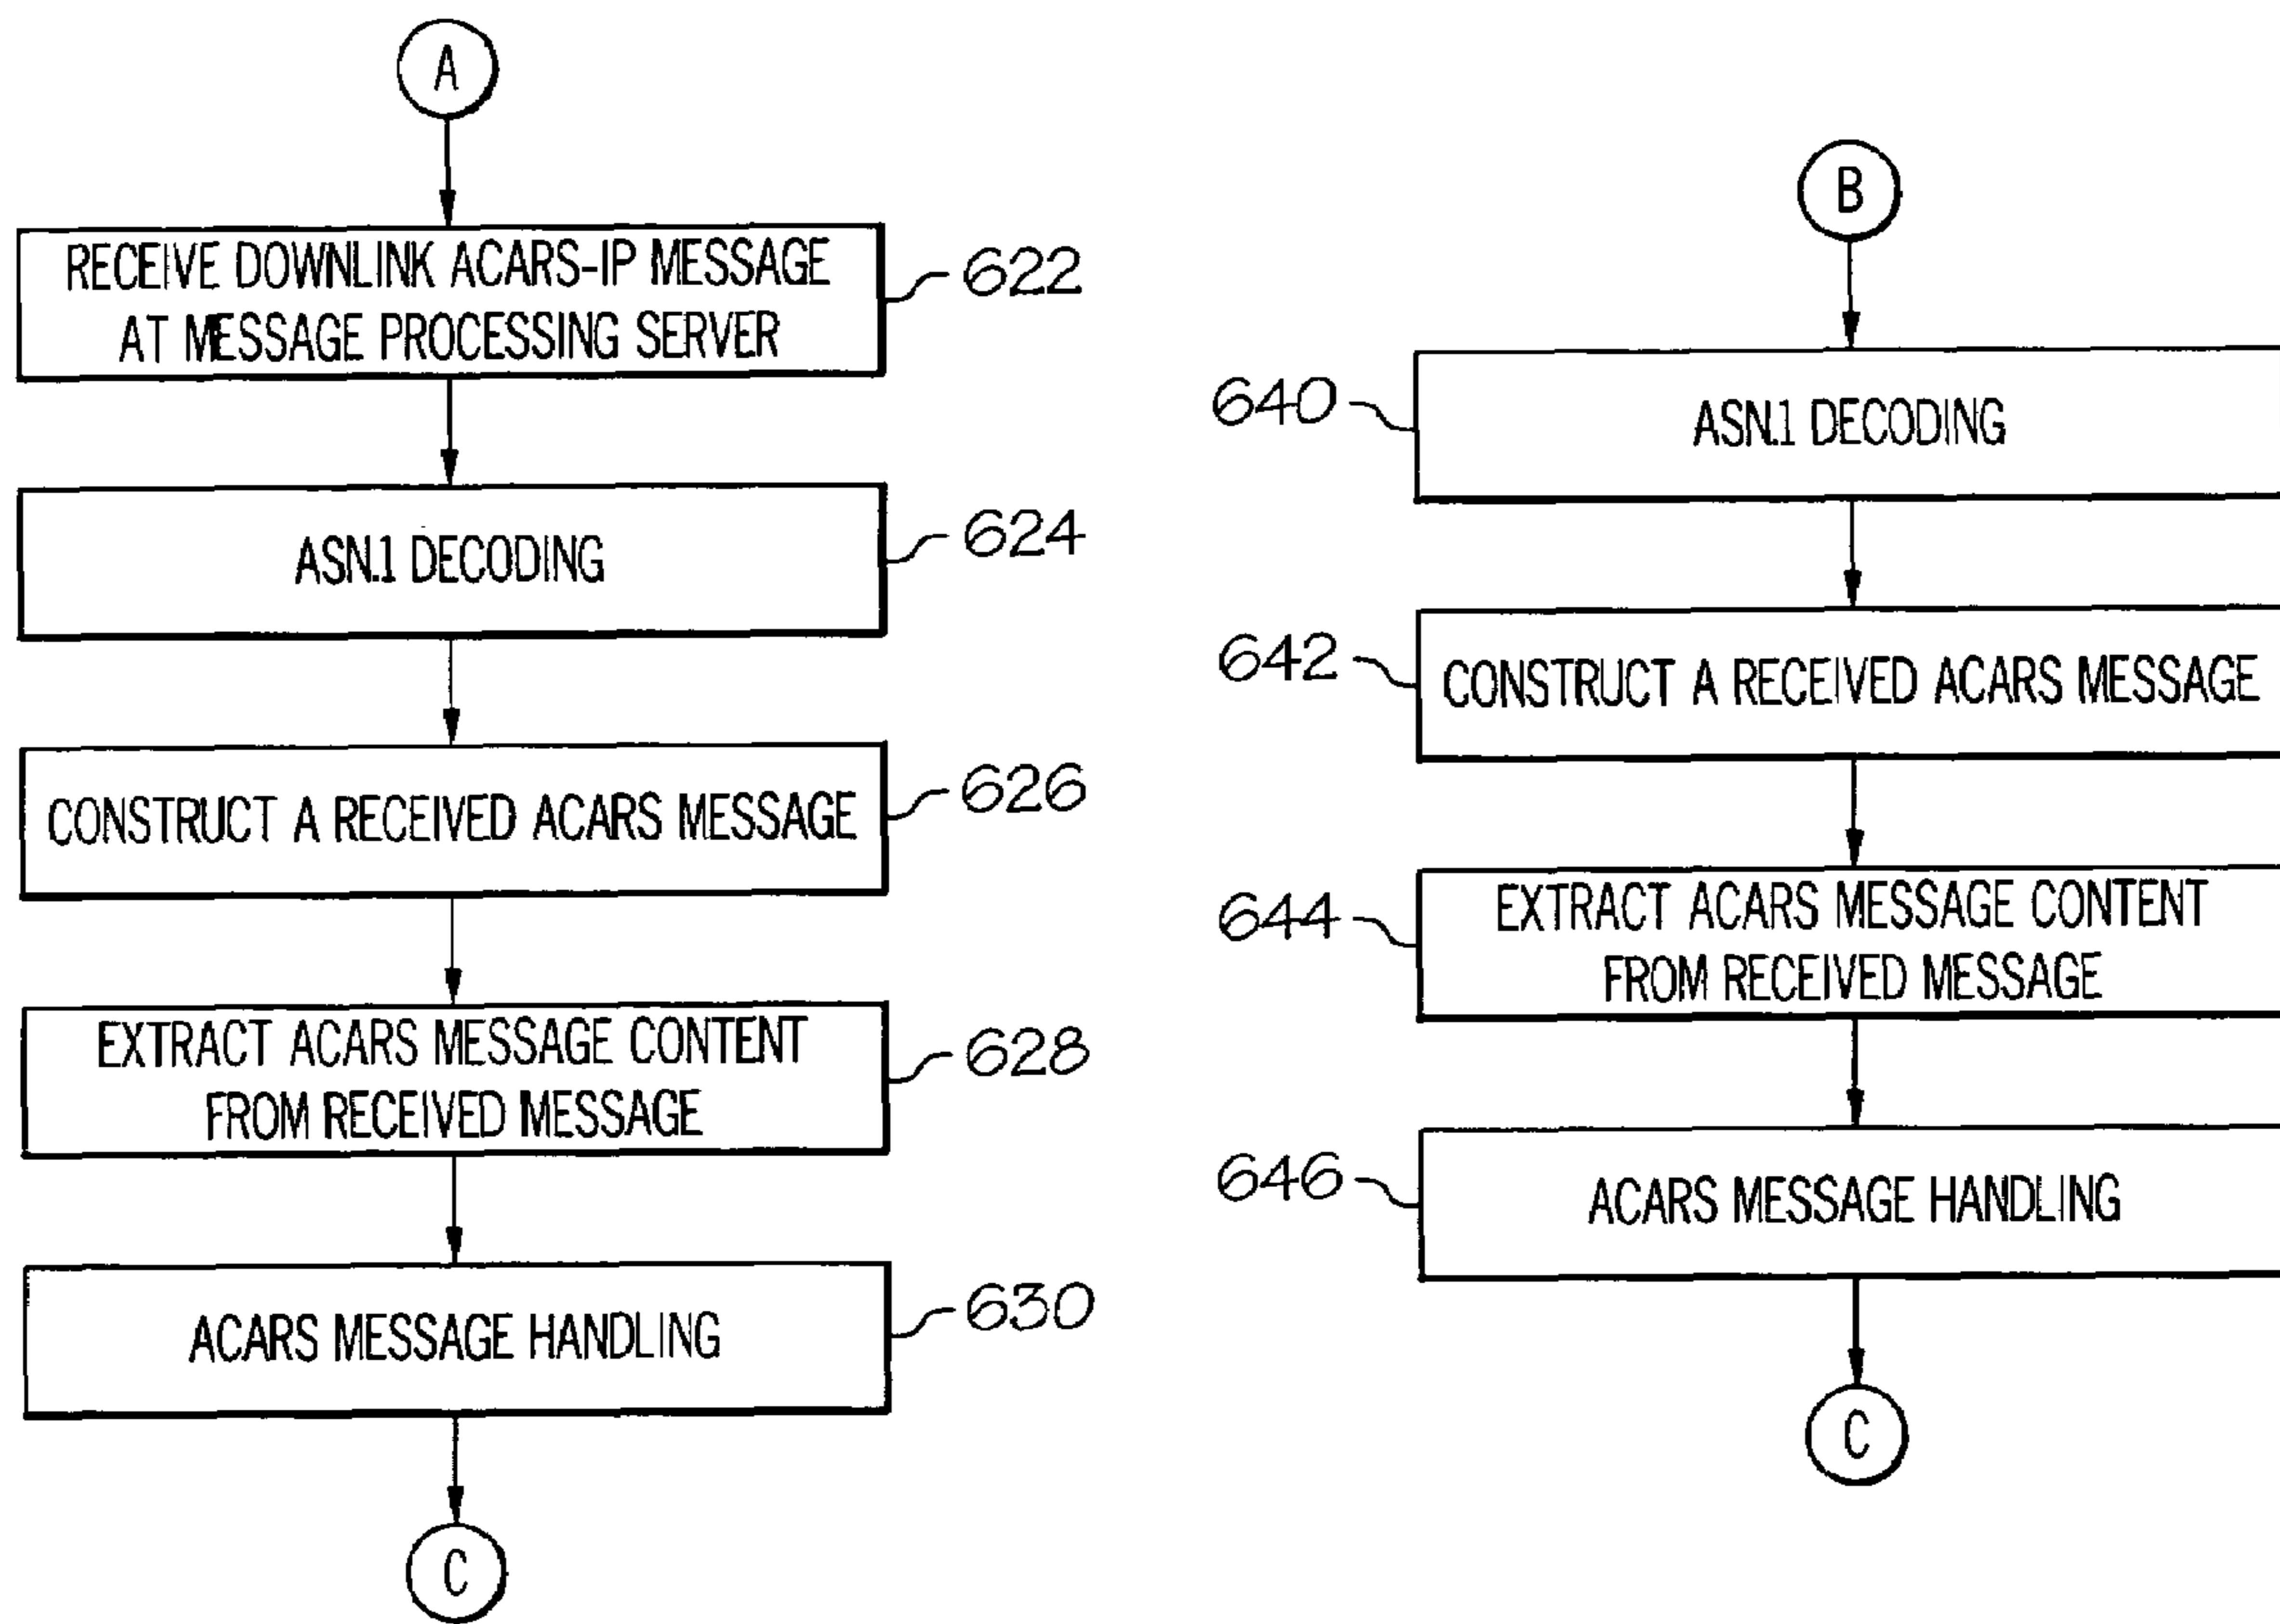 A
RECEIVE DOWNLINK ACARS-IP MESSAGE
AT MESSAGE PROCESSING SERVER
622
ASN.1 DECODING
624
CONSTRUCT A RECEIVED ACARS MESSAGE
626
EXTRACT ACARS MESSAGE CONTENT
FROM RECEIVED MESSAGE
628
ACARS MESSAGE HANDLING
630
C
B
640
ASN.1 DECODING
642
CONSTRUCT A RECEIVED ACARS MESSAGE
644
EXTRACT ACARS MESSAGE CONTENT
FROM RECEIVED MESSAGE
646
ACARS MESSAGE HANDLING
C